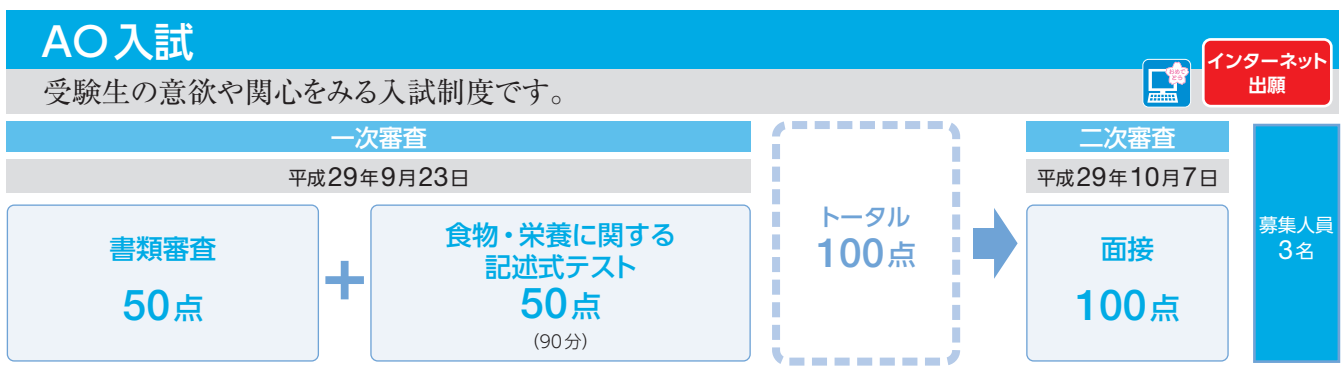 AO入試
受験生の意欲や関心をみる入試制度です。
おめで
とう
インターネット
出願
一次審査
平成29年9月23日
書類審査
50点
+
食物・栄養に関する
記述式テスト
50点
(90分)
トータル
100点
二次審査
平成29年10月7日
面接
100点
募集人員
3名